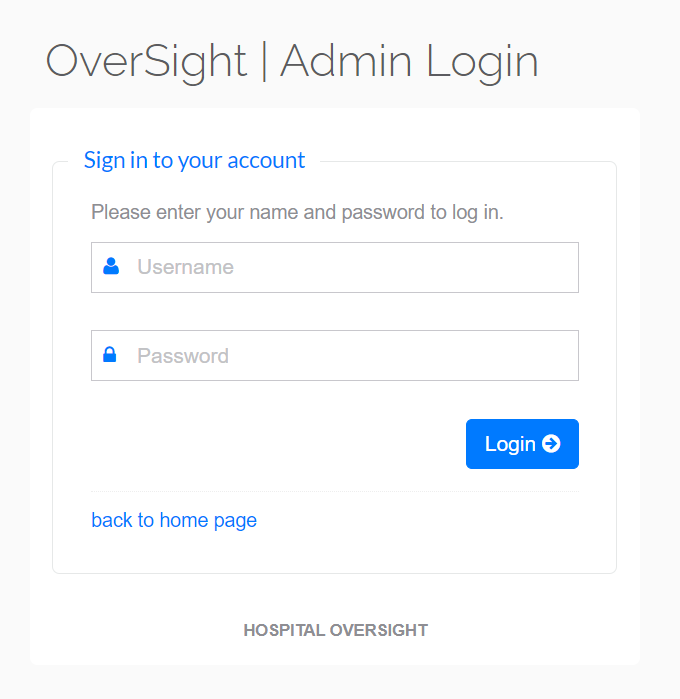 OverSight | Admin Login
Sign in to your account
Please enter your name and password to log in.
Username
Password
Login
back to home page
HOSPITAL OVERSIGHT